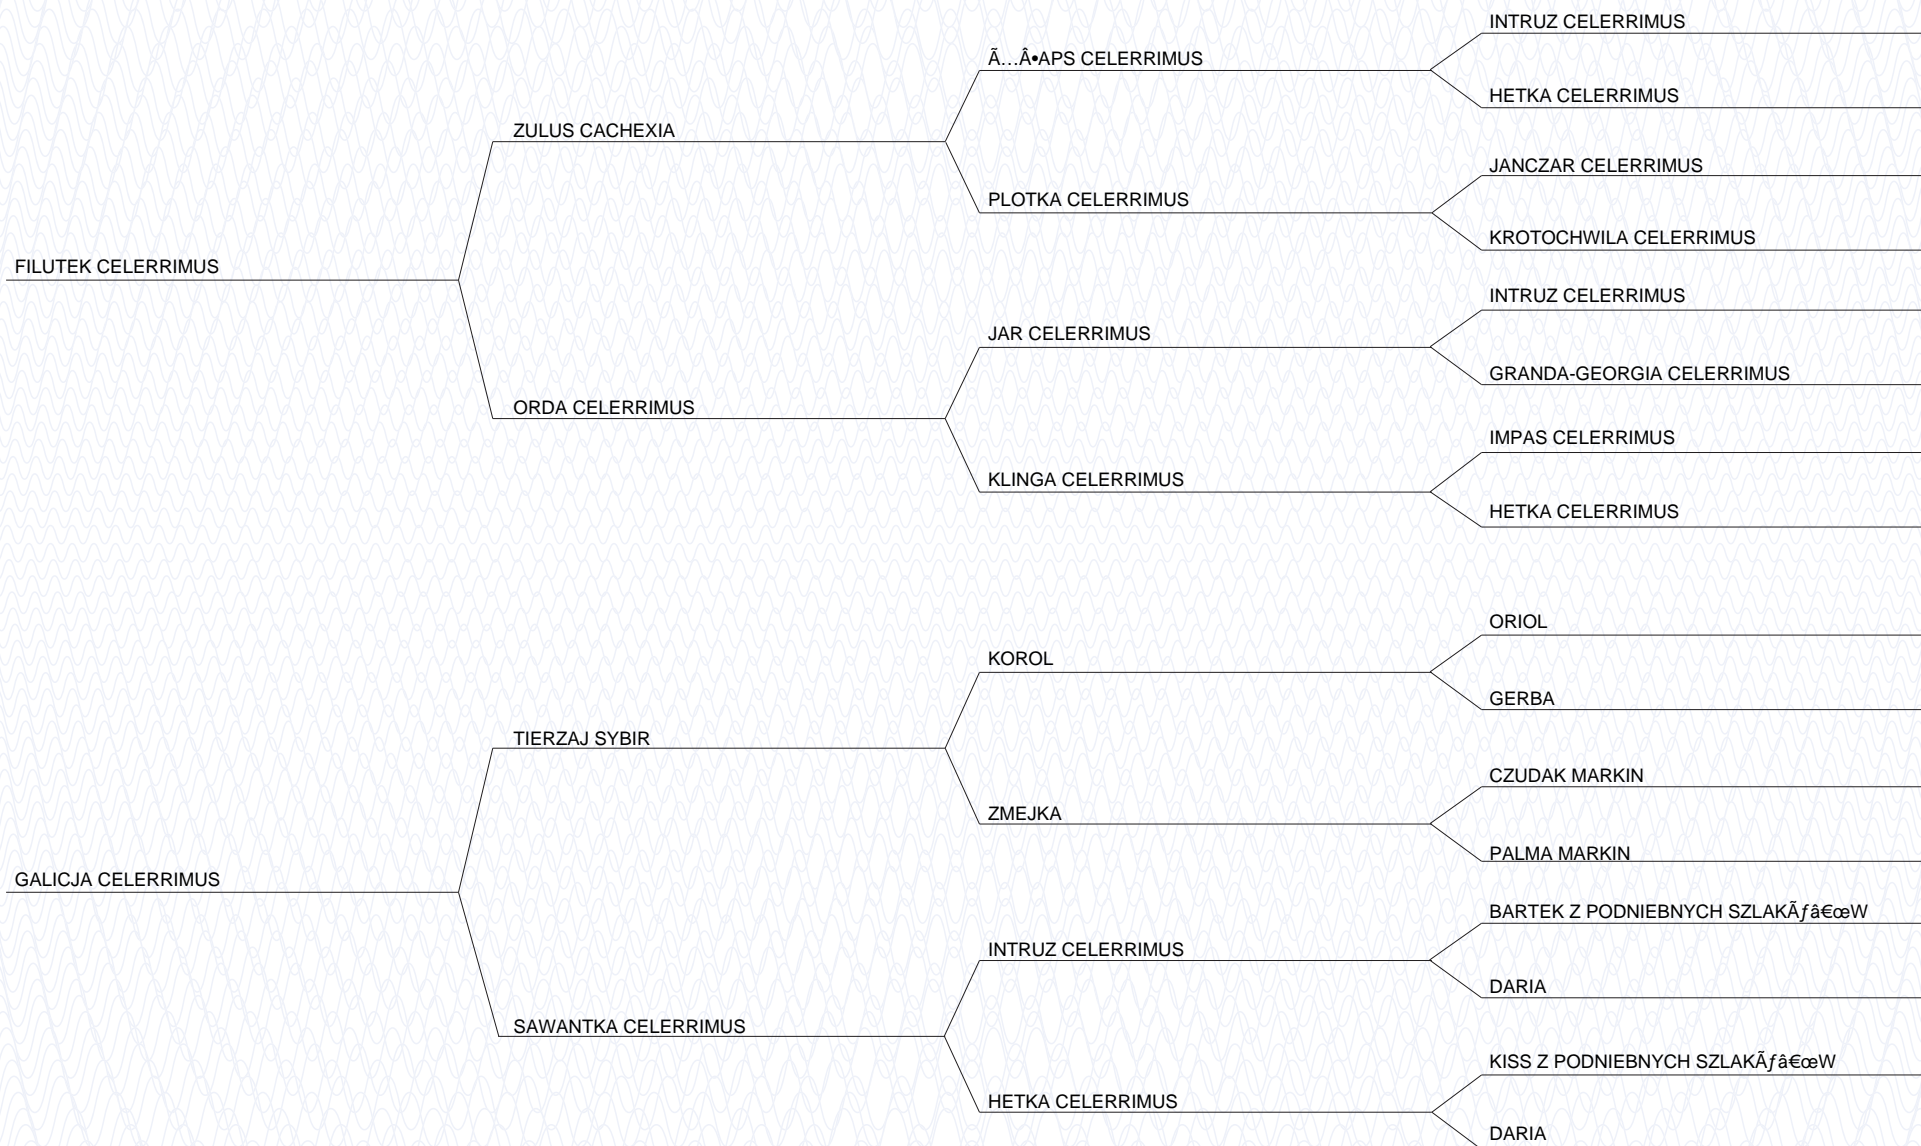 INTRUZ CELERRIMUS
Ã…Â•APS CELERRIMUS
HETKA CELERRIMUS
ZULUS CACHEXIA
JANCZAR CELERRIMUS
PLOTKA CELERRIMUS
KROTOCHWILA CELERRIMUS
FILUTEK CELERRIMUS
INTRUZ CELERRIMUS
JAR CELERRIMUS
GRANDA-GEORGIA CELERRIMUS
ORDA CELERRIMUS
IMPAS CELERRIMUS
KLINGA CELERRIMUS
HETKA CELERRIMUS
ORIOL
KOROL
GERBA
TIERZAJ SYBIR
CZUDAK MARKIN
ZMEJKA
PALMA MARKIN
GALICJA CELERRIMUS
BARTEK Z PODNIEBNYCH SZLAKÃƒâ€œW
INTRUZ CELERRIMUS
DARIA
SAWANTKA CELERRIMUS
KISS Z PODNIEBNYCH SZLAKÃƒâ€œW
HETKA CELERRIMUS
DARIA